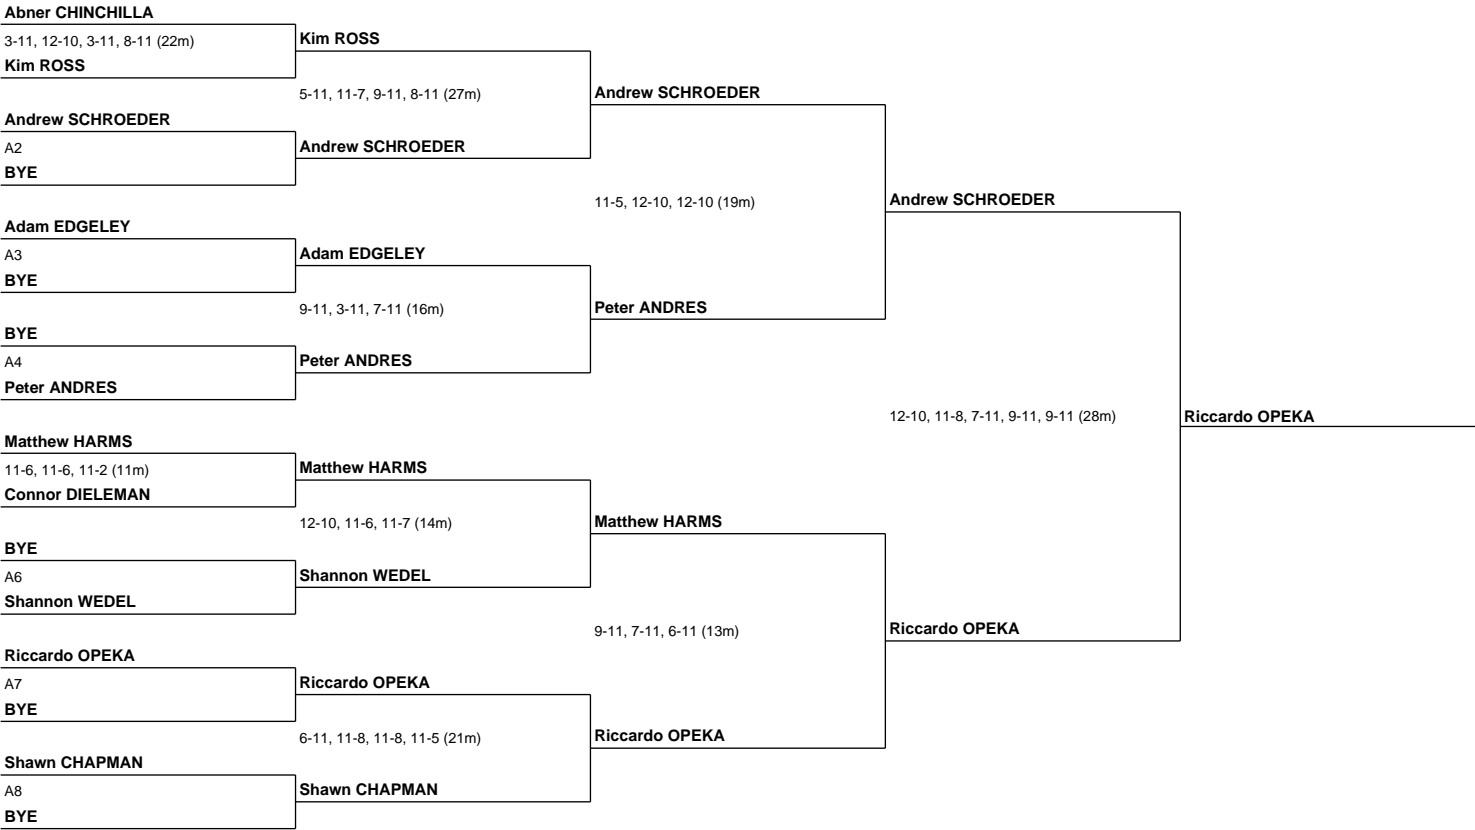 Abner CHINCHILLA
3-11, 12-10, 3-11, 8-11 (22m)
Kim ROSS
Kim ROSS
5-11, 11-7, 9-11, 8-11 (27m)
Andrew SCHROEDER
Andrew SCHROEDER
A2
BYE
Andrew SCHROEDER
11-5, 12-10, 12-10 (19m)
Andrew SCHROEDER
Adam EDGELEY
A3
BYE
Adam EDGELEY
9-11, 3-11, 7-11 (16m)
Peter ANDRES
BYE
A4
Peter ANDRES
Peter ANDRES
12-10, 11-8, 7-11, 9-11, 9-11 (28m)
Riccardo OPEKA
Matthew HARMS
11-6, 11-6, 11-2 (11m)
Connor DIELEMAN
Matthew HARMS
12-10, 11-6, 11-7 (14m)
Matthew HARMS
BYE
A6
Shannon WEDEL
Shannon WEDEL
9-11, 7-11, 6-11 (13m)
Riccardo OPEKA
Riccardo OPEKA
A7
BYE
Riccardo OPEKA
6-11, 11-8, 11-8, 11-5 (21m)
Riccardo OPEKA
Shawn CHAPMAN
A8
BYE
Shawn CHAPMAN